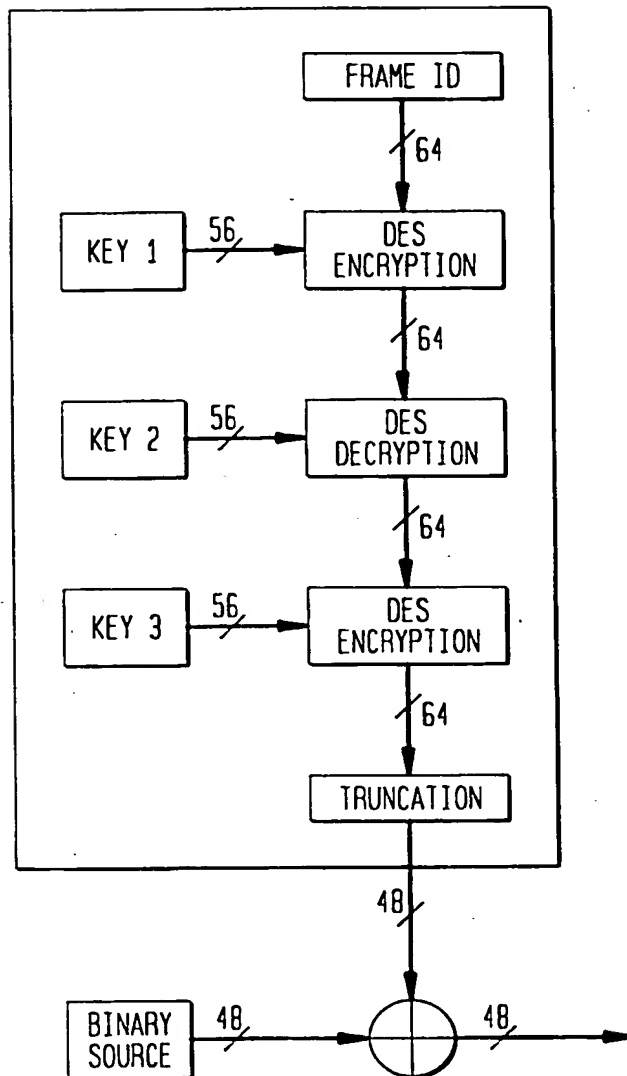 FRAME ID
64
KEY 1
56
DES
ENCRYPTION
64
KEY 2
56
DES
DECRYPTION
64
KEY 3
56
DES
ENCRYPTION
64
TRUNCATION
48
BINARY
SOURCE
48
48